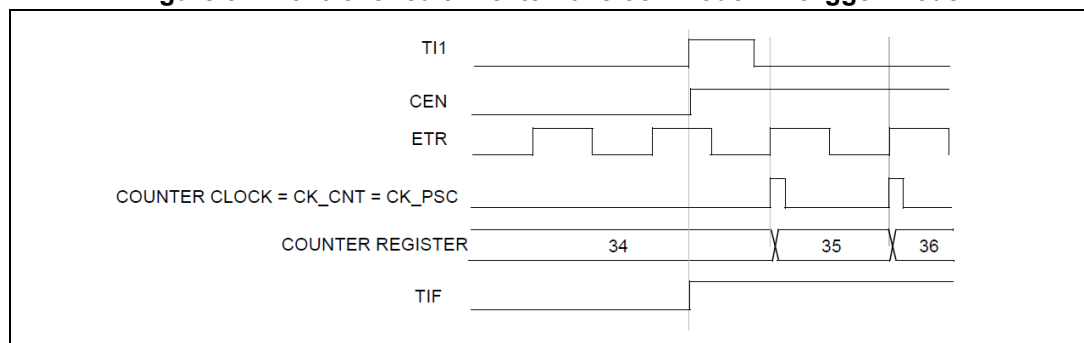 TI1
CEN
ETR
COUNTER CLOCK = CK_CNT = CK_PSC
COUNTER REGISTER 34 35 36
TIF